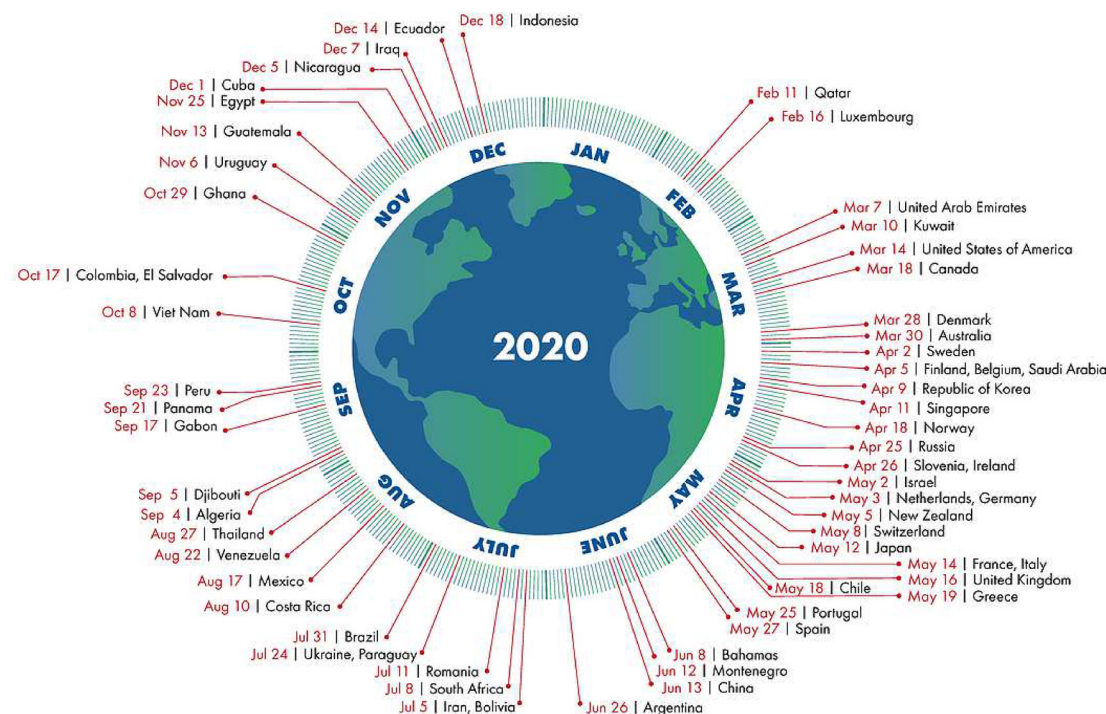 Dec 18 | Indonesia
Dec 14 | Ecuador
Dec 7 | Iraq
Dec 5 | Nicaragua
Dec 1 | Cuba
Nov 25 | Egypt
Nov 13 | Guatemala
Nov 6 | Uruguay
Oct 29 | Ghana
Oct 17 | Colombia, El Salvador
Oct 8 | Viet Nam
Sep 23 | Peru
Sep 21 | Panama
Sep 17 | Gabon
Sep 5 | Djibouti
Sep 4 | Algeria
Aug 27 | Thailand
Aug 22 | Venezuela
Aug 17 | Mexico
Aug 10 | Costa Rica
Jul 31 | Brazil
Jul 24 | Ukraine, Paraguay
Jul 11 | Romania
Jul 8 | South Africa
Jul 5 | Iran, Bolivia
Feb 11 | Qatar
Feb 16 | Luxembourg
Mar 7 | United Arab Emirates
Mar 10 | Kuwait
Mar 14 | United States of America
Mar 18 | Canada
Mar 28 | Denmark
Mar 30 | Australia
Apr 2 | Sweden
Apr 5 | Finland, Belgium, Saudi Arabia
Apr 9 | Republic of Korea
Apr 11 | Singapore
Apr 18 | Norway
Apr 25 | Russia
Apr 26 | Slovenia, Ireland
May 2 | Israel
May 3 | Netherlands, Germany
May 5 | New Zealand
May 8 | Switzerland
May 12 | Japan
May 14 | France, Italy
May 16 | United Kingdom
May 18 | Chile
May 19 | Greece
May 25 | Portugal
May 27 | Spain
Jun 8 | Bahamas
Jun 12 | Montenegro
Jun 13 | China
Jun 26 | Argentina
JAN
FEB
MAR
APR
MAY
JUNE
JULY
AUG
SEP
OCT
NOV
DEC
2020